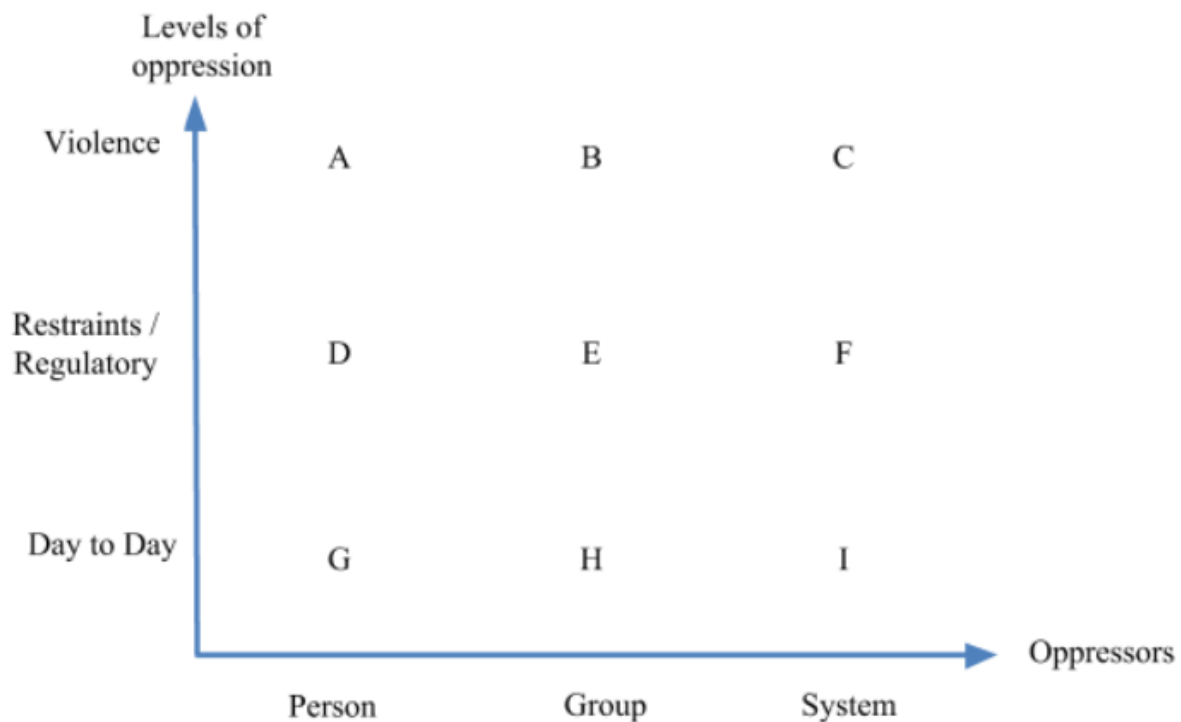 Levels of
oppression
Violence
A B C
Restraints /
Regulatory
D E F
Day to Day
G H I
Oppressors
Person Group System